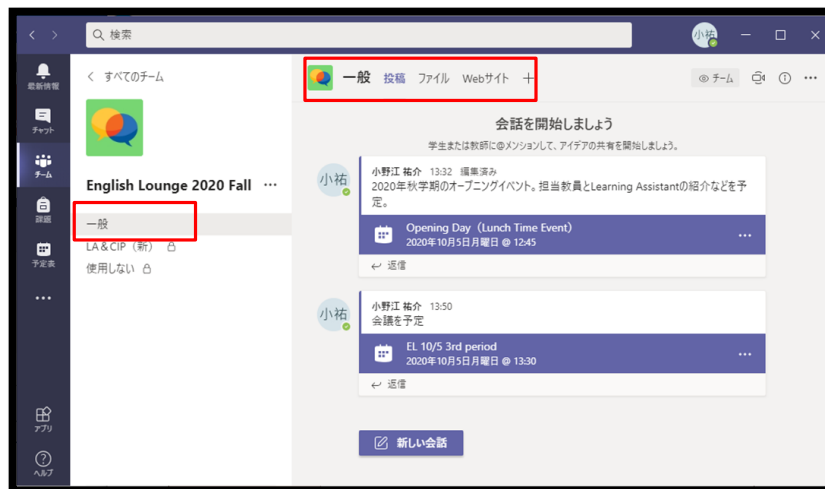 検索
小祐
最新情報
チャット
チーム
課題
予定表
アプリ
ヘルプ
すべてのチーム
English Lounge 2020 Fall
一般
LA&CIP（新）
使用しない
一般 投稿 ファイル Webサイト
チーム
会話を開始しましょう
学生または教師に@メンションして、アイデアの共有を開始しましょう。
小祐
小野江 祐介 13:32 編集済み
2020年秋学期のオープニングイベント。担当教員とLearning Assistantの紹介などを予
定。
Opening Day（Lunch Time Event）
2020年10月5日月曜日 @ 12:45
返信
小祐
小野江 祐介 13:50
会議を予定
EL 10/5 3rd period
2020年10月5日月曜日 @ 13:30
返信
新しい会話